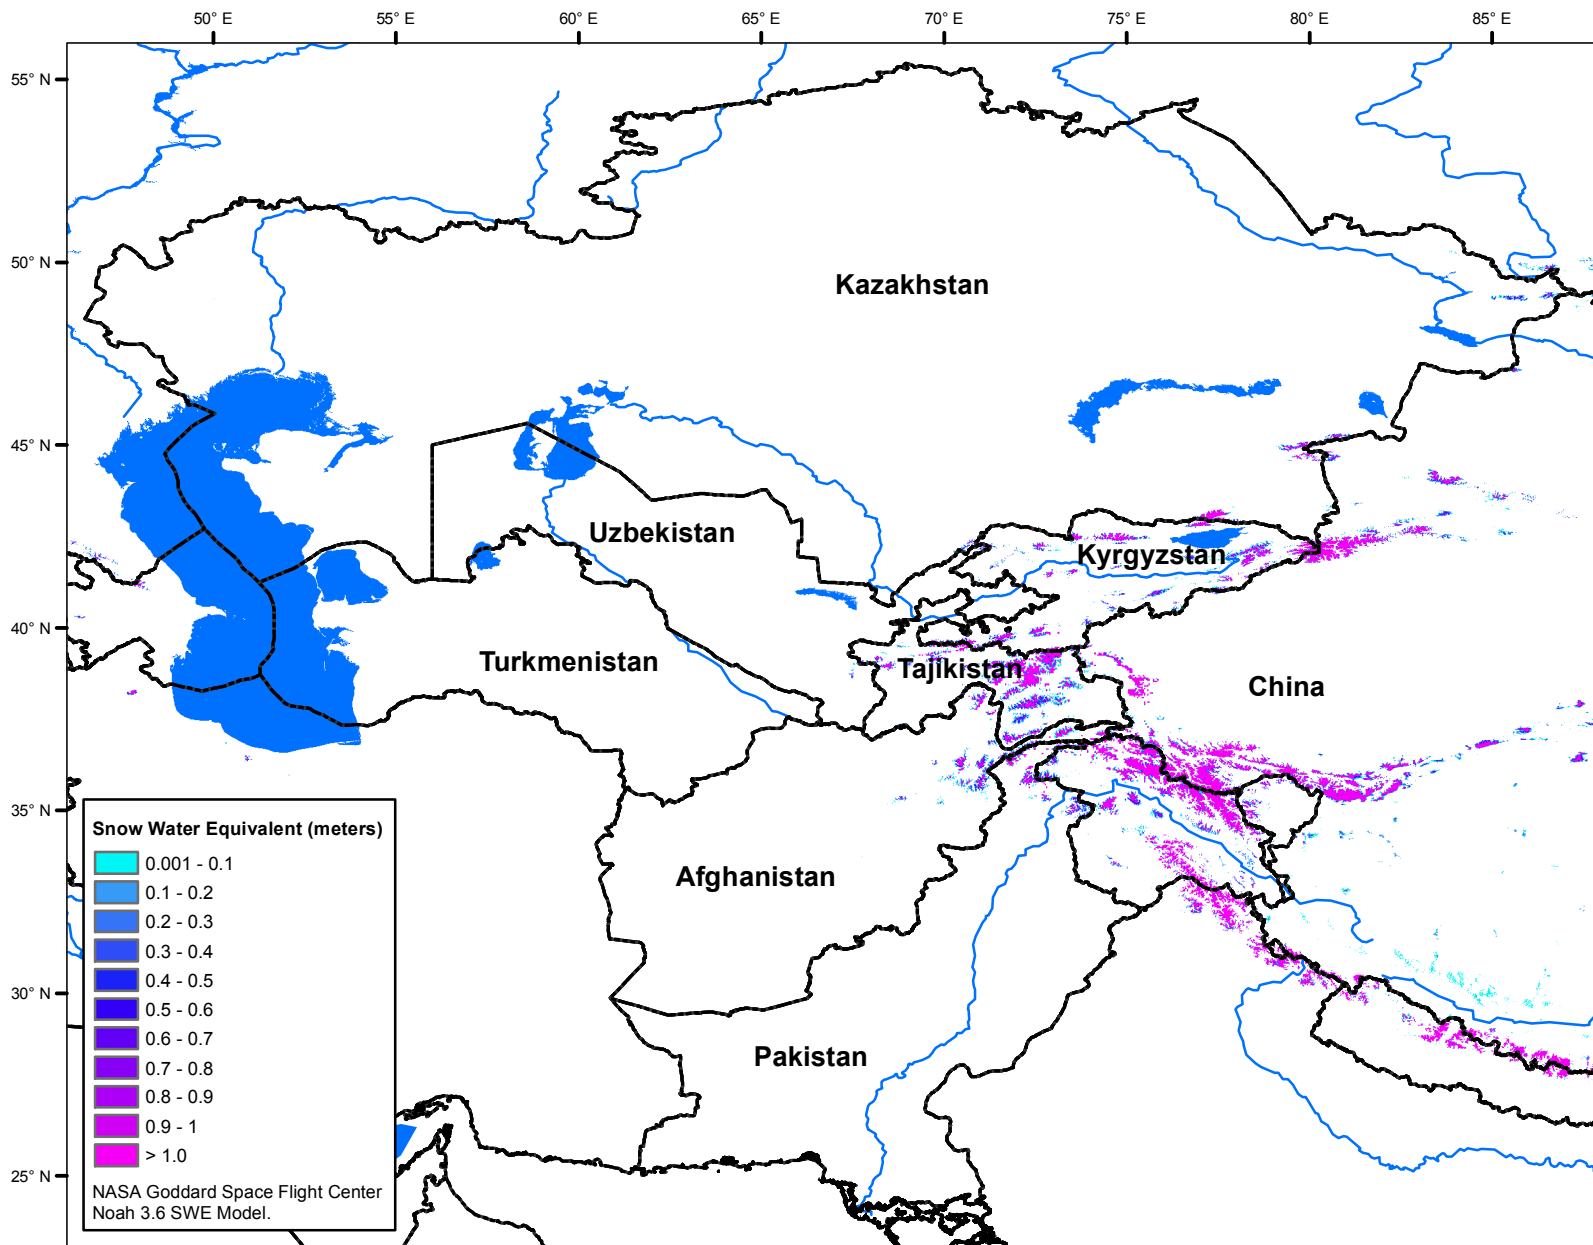 50° E 55° E 60° E 65° E 70° E 75° E 80° E 85° E
55° N
50° N
45° N
40° N
35° N
30° N
25° N
Kazakhstan
Uzbekistan
Kyrgyzstan
Turkmenistan
Tajikistan
China
Afghanistan
Pakistan
Snow Water Equivalent (meters)
0.001 - 0.1
0.1 - 0.2
0.2 - 0.3
0.3 - 0.4
0.4 - 0.5
0.5 - 0.6
0.6 - 0.7
0.7 - 0.8
0.8 - 0.9
0.9 - 1
> 1.0
NASA Goddard Space Flight Center
Noah 3.6 SWE Model.